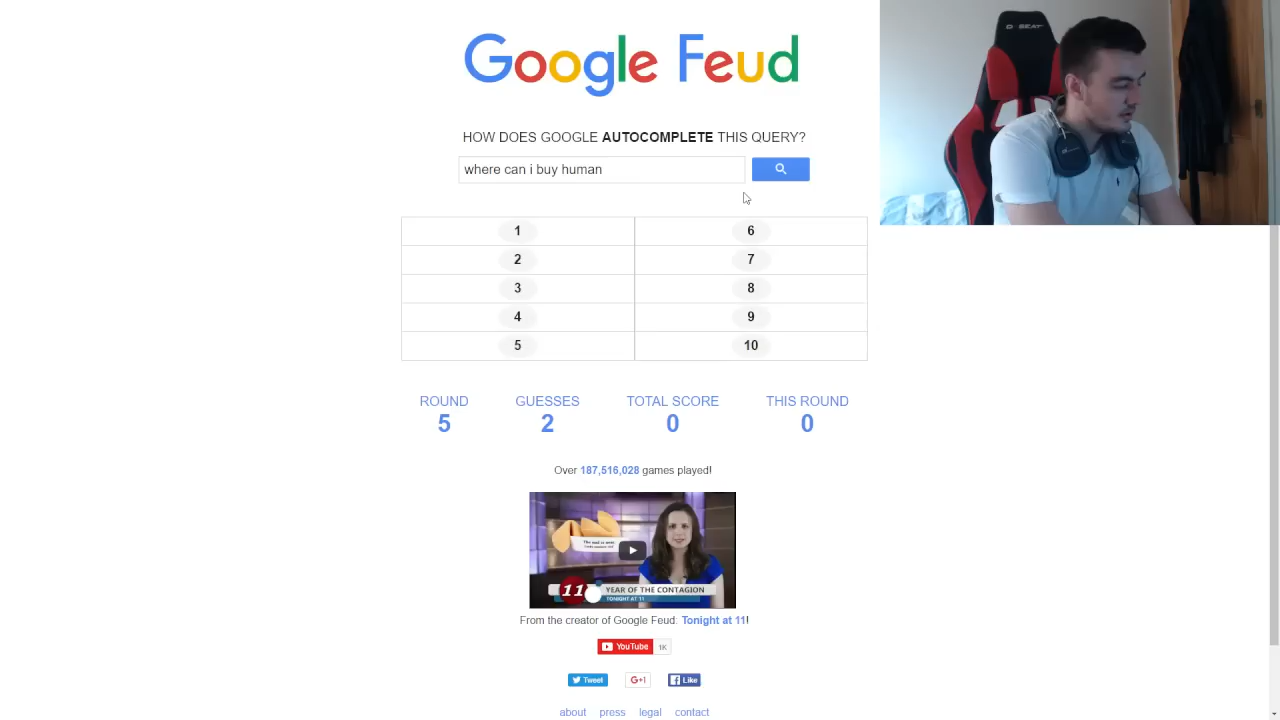 Google Feud
HOW DOES GOOGLE AUTOCOMPLETE THIS QUERY?
where can i buy human
1 6
2 7
3 8
4 9
5 10
ROUND GUESSES TOTAL SCORE THIS ROUND
5 2 0 0
Over 187,516,028 games played!
11 YEAR OF THE CONTAGION
TONIGHT AT 11
From the creator of Google Feud: Tonight at 11!
YouTube 1K
Tweet G+1 Like
about press legal contact